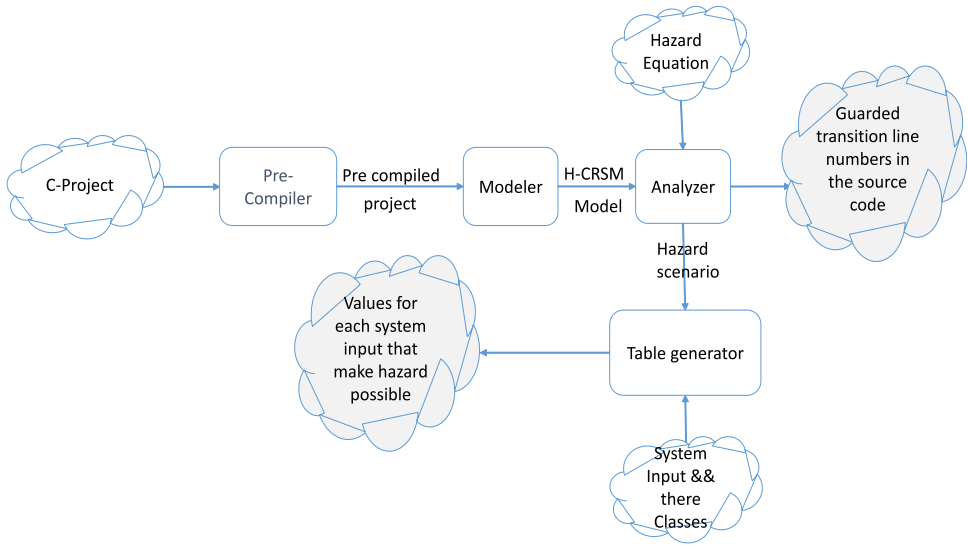 Hazard
Equation
Guarded
transition line
numbers in
the source
code
C-Project
Pre-
Compiler
Pre compiled
project
Modeler
H-CRSM
Model
Analyzer
Hazard
scenario
Values for
each system
input that
make hazard
possible
Table generator
System
Input &&
there
Classes